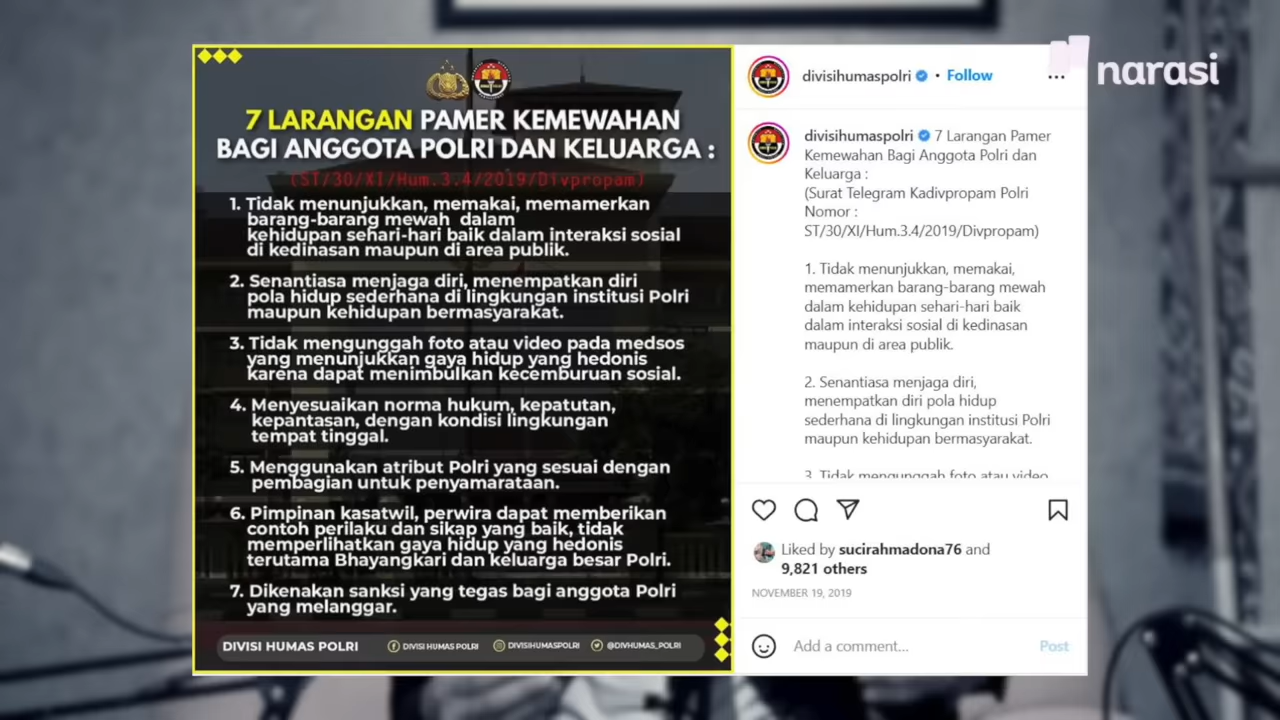 7 LARANGAN PAMER KEMEWAHAN
BAGI ANGGOTA POLRI DAN KELUARGA :
(ST/30/XI/Hum.3.4/2019/Divpropam)
1. Tidak menunjukkan, memakai, memamerkan
barang-barang mewah dalam
kehidupan sehari-hari baik dalam interaksi sosial
di kedinasan maupun di area publik.
2. Senantiasa menjaga diri, menempatkan diri
pola hidup sederhana di lingkungan institusi Polri
maupun kehidupan bermasyarakat.
3. Tidak mengunggah foto atau video pada medsos
yang menunjukkan gaya hidup yang hedonis
karena dapat menimbulkan kecemburuan sosial.
4. Menyesuaikan norma hukum, kepatutan,
kepantasan, dengan kondisi lingkungan
tempat tinggal.
5. Menggunakan atribut Polri yang sesuai dengan
pembagian untuk penyamarataan.
6. Pimpinan kasatwil, perwira dapat memberikan
contoh perilaku dan sikap yang baik, tidak
memperlihatkan gaya hidup yang hedonis
terutama Bhayangkari dan keluarga besar Polri.
7. Dikenakan sanksi yang tegas bagi anggota Polri
yang melanggar.
DIVISI HUMAS POLRI
DIVISI HUMAS POLRI
DIVISIHUMASPOLRI
@DIVHUMAS_POLRI
divisihumaspolri • Follow
narasi
divisihumaspolri 7 Larangan Pamer
Kemewahan Bagi Anggota Polri dan
Keluarga :
(Surat Telegram Kadivpropam Polri
Nomor :
ST/30/XI/Hum.3.4/2019/Divpropam)
1. Tidak menunjukkan, memakai,
memamerkan barang-barang mewah
dalam kehidupan sehari-hari baik
dalam interaksi sosial di kedinasan
maupun di area publik.
2. Senantiasa menjaga diri,
menempatkan diri pola hidup
sederhana di lingkungan institusi Polri
maupun kehidupan bermasyarakat.
3. Tidak mengunggah foto atau video
Liked by sucirahmadona76 and
9,821 others
NOVEMBER 19, 2019
Add a comment...
Post